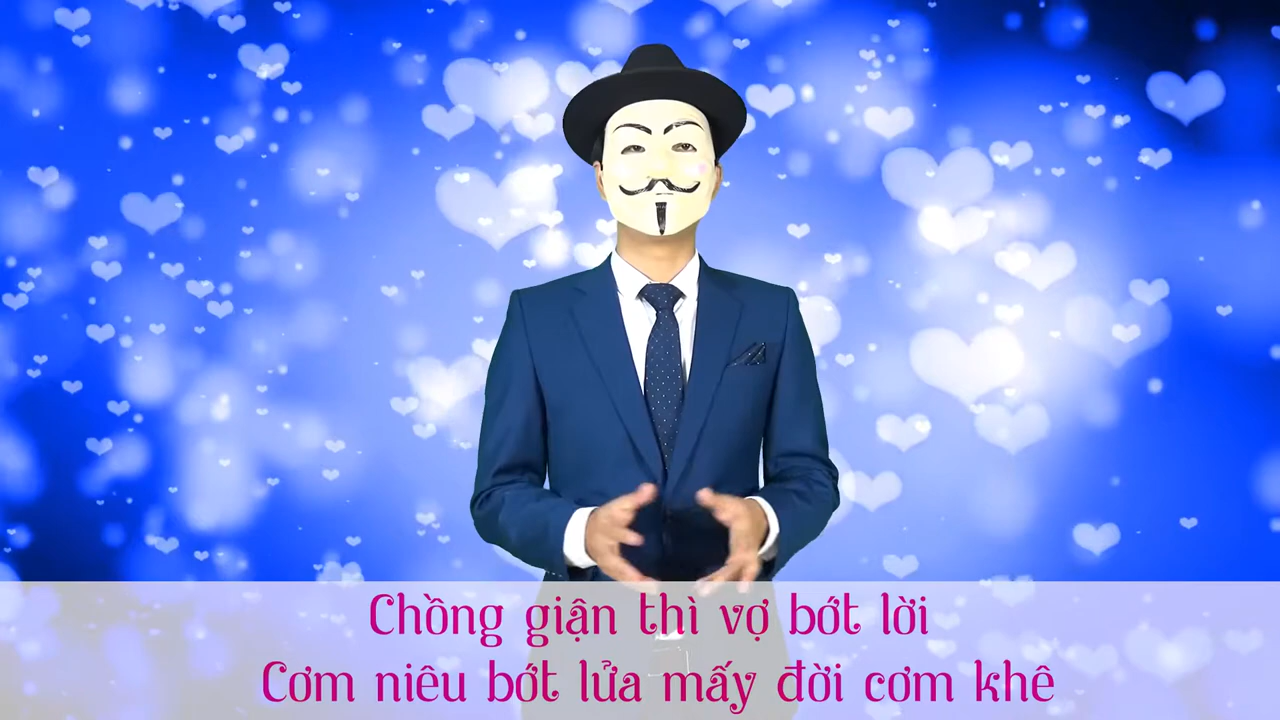 Chồng giận thì vợ bớt lời
Cơm niêu bớt lửa mấy đời cơm khê